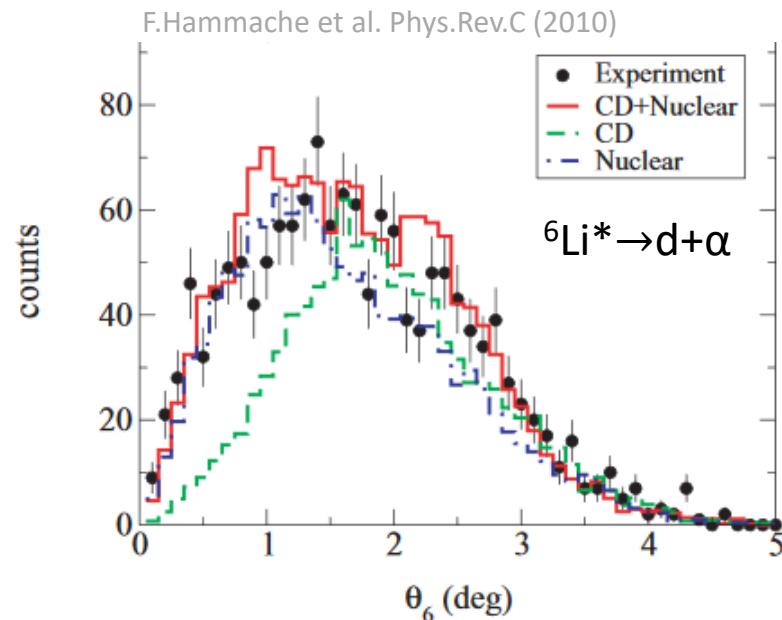 F.Hammache et al. Phys.Rev.C (2010)
Experiment
CD+Nuclear
CD
Nuclear
⁶Li*→d+α
counts
80
60
40
20
0
0 1 2 3 4 5
θ₆ (deg)